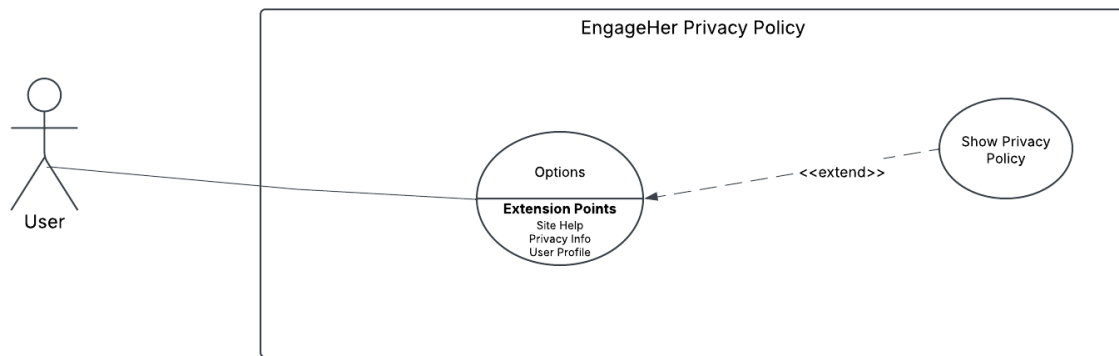 EngageHer Privacy Policy
User
Options
Extension Points
Site Help
Privacy Info
User Profile
<<extend>>
Show Privacy
Policy